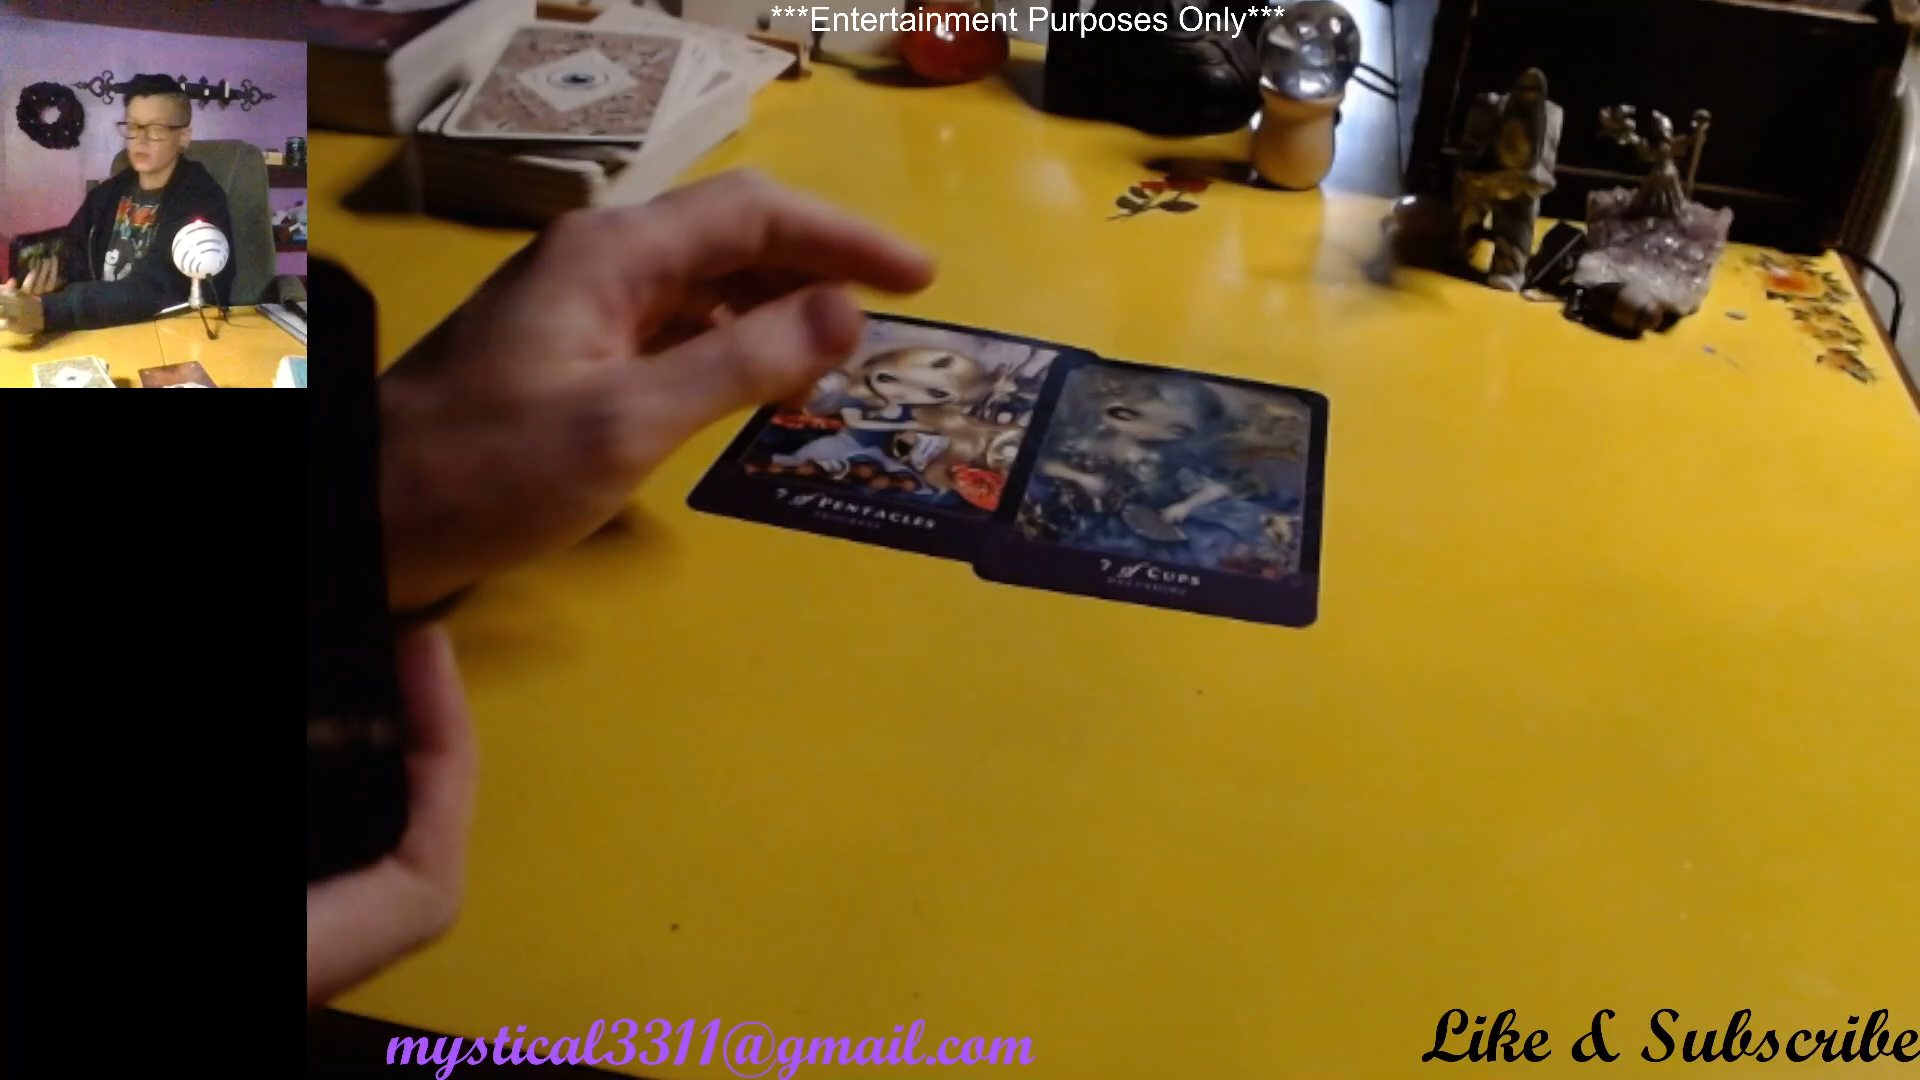 ***Entertainment Purposes Only***
7 of Pentacles
7 of Cups
mystical3311@gmail.com
Like & Subscribe